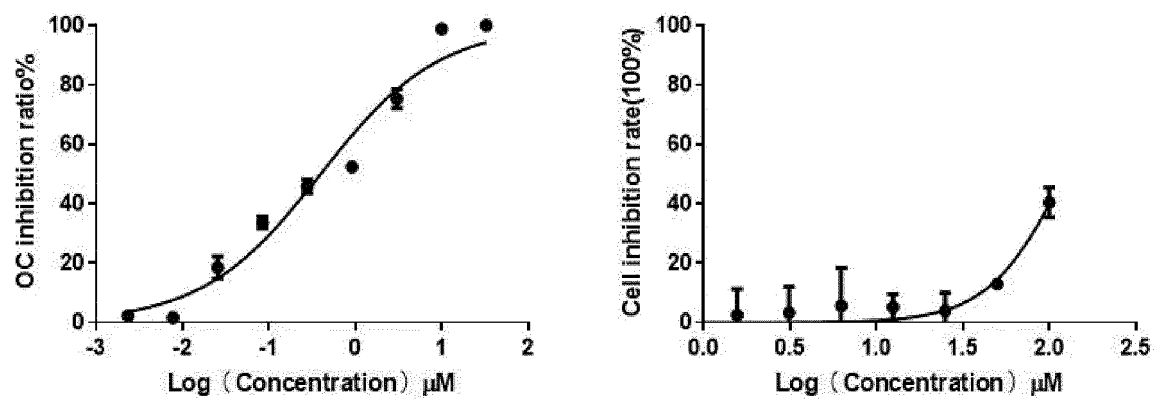 OC inhibition ratio%
100
80
60
40
20
0
-3 -2 -1 0 1 2
Log（Concentration）μM
Cell inhibition rate(100%)
100
80
60
40
20
0
0.0 0.5 1.0 1.5 2.0 2.5
Log（Concentration）μM